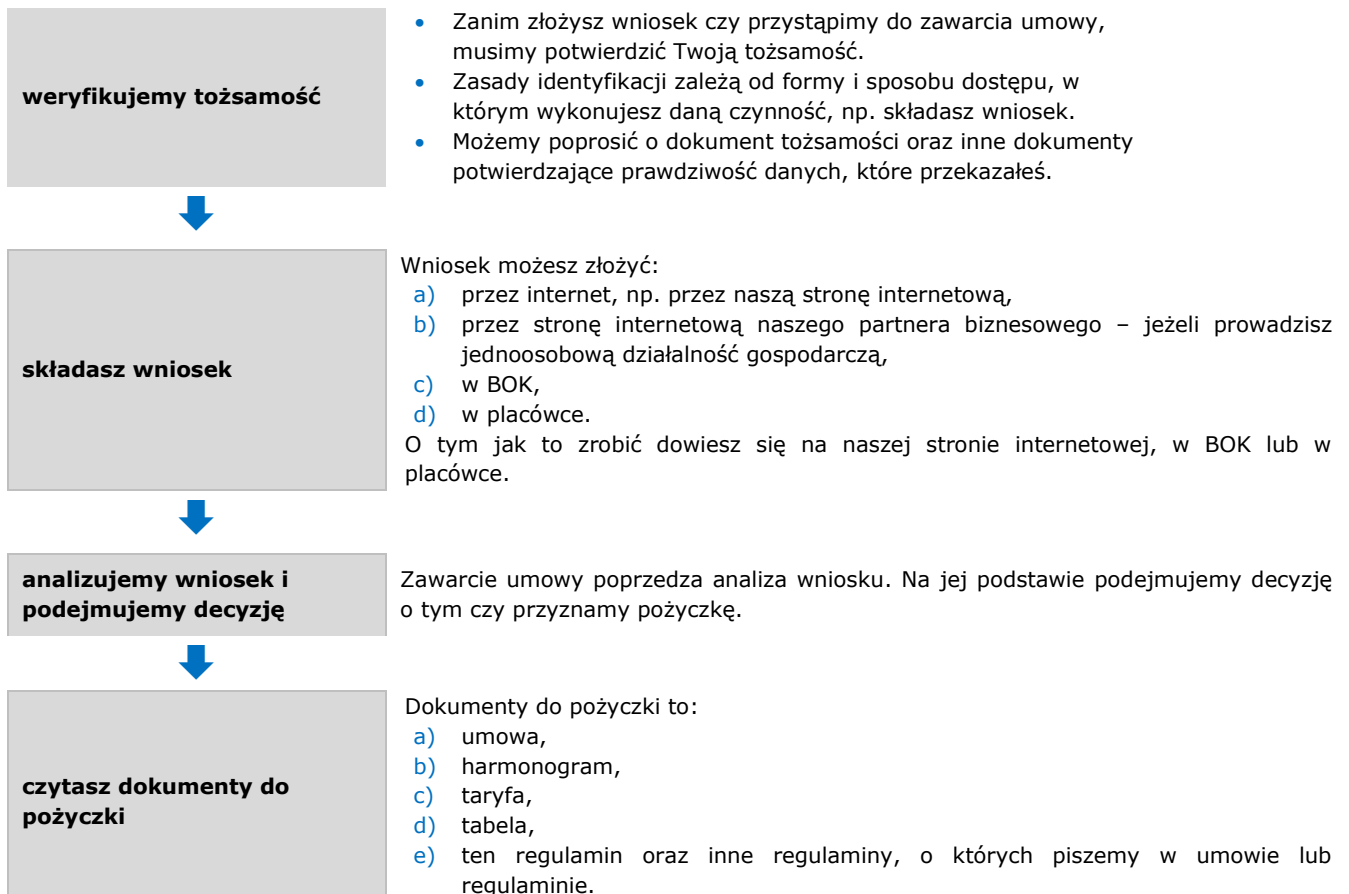 weryfikujemy tożsamość
• Zanim złożysz wniosek czy przystąpimy do zawarcia umowy,
musimy potwierdzić Twoją tożsamość.
• Zasady identyfikacji zależą od formy i sposobu dostępu, w
którym wykonujesz daną czynność, np. składasz wniosek.
• Możemy poprosić o dokument tożsamości oraz inne dokumenty
potwierdzające prawdziwość danych, które przekazałeś.
składasz wniosek
Wniosek możesz złożyć:
a) przez internet, np. przez naszą stronę internetową,
b) przez stronę internetową naszego partnera biznesowego – jeżeli prowadzisz
jednoosobową działalność gospodarczą,
c) w BOK,
d) w placówce.
O tym jak to zrobić dowiesz się na naszej stronie internetowej, w BOK lub w
placówce.
analizujemy wniosek i
podejmujemy decyzję
Zawarcie umowy poprzedza analiza wniosku. Na jej podstawie podejmujemy decyzję
o tym czy przyznamy pożyczkę.
czytasz dokumenty do
pożyczki
Dokumenty do pożyczki to:
a) umowa,
b) harmonogram,
c) taryfa,
d) tabela,
e) ten regulamin oraz inne regulaminy, o których piszemy w umowie lub
regulaminie.